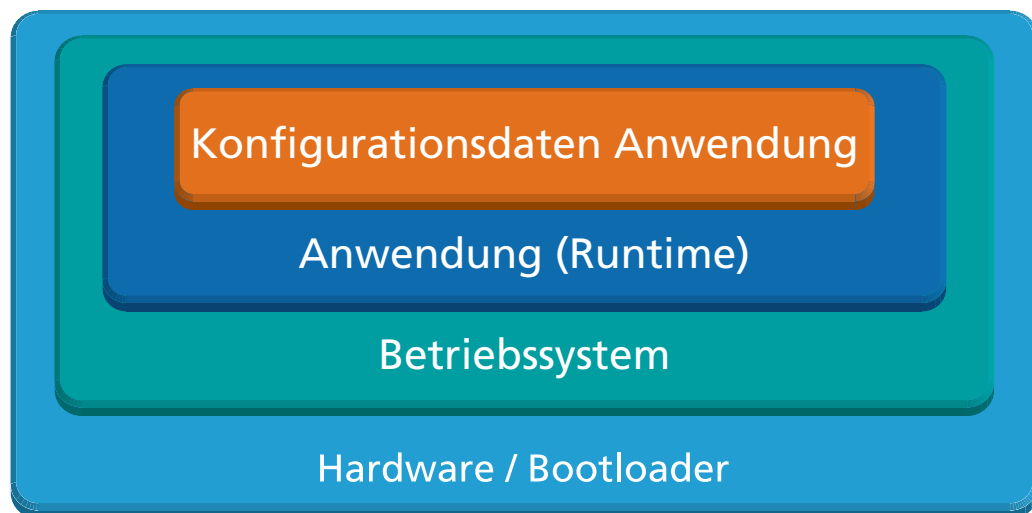 Konfigurationsdaten Anwendung
Anwendung (Runtime)
Betriebssystem
Hardware / Bootloader